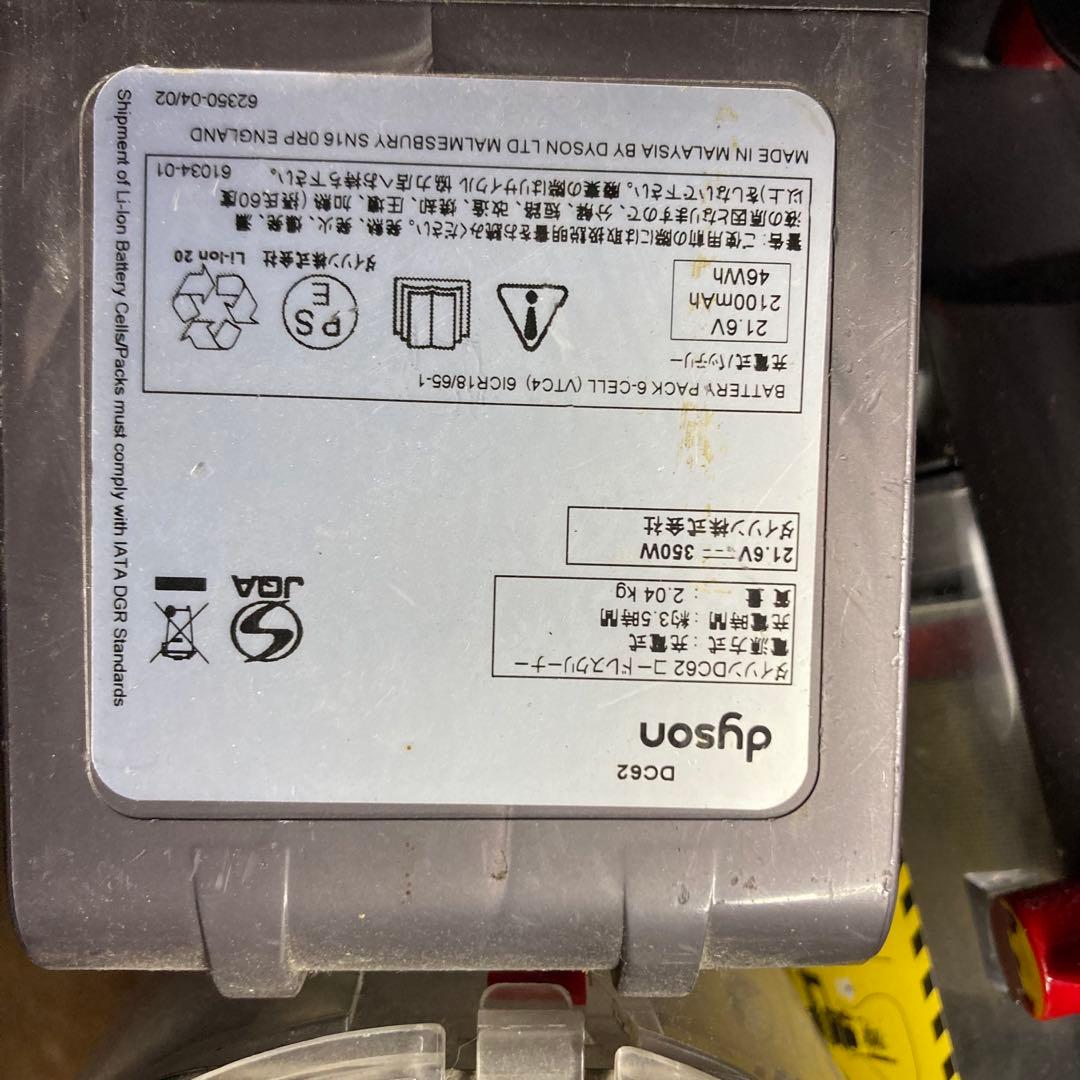 DC62
dyson
ダイソンDC62 コードレスクリーナー
電源方式 : 充電式
充電時間 : 約3.5時間
質量 : 2.04 kg
21.6V 350W
ダイソン株式会社
JQA
BATTERY PACK 6-CELL (VTC4) 6ICR18/65-1
充電式バッテリー
21.6V
2100mAh
46Wh
PS
E
ダイソン株式会社
Li-Ion 20
警告: ご使用前の際には取扱説明書をお読みください。発熱、発火、爆発、漏
液の原因となりますので、分解、短絡、改造、焼却、圧壊、加熱 (摂氏60度
以上)をしないで下さい。廃棄の際はリサイクル 協力店へお持ち下さい。
61034-01
MADE IN MALAYSIA BY DYSON LTD MALMESBURY SN16 0RP ENGLAND
62350-04/02
Shipment of Li-Ion Battery Cells/Packs must comply with IATA DGR Standards